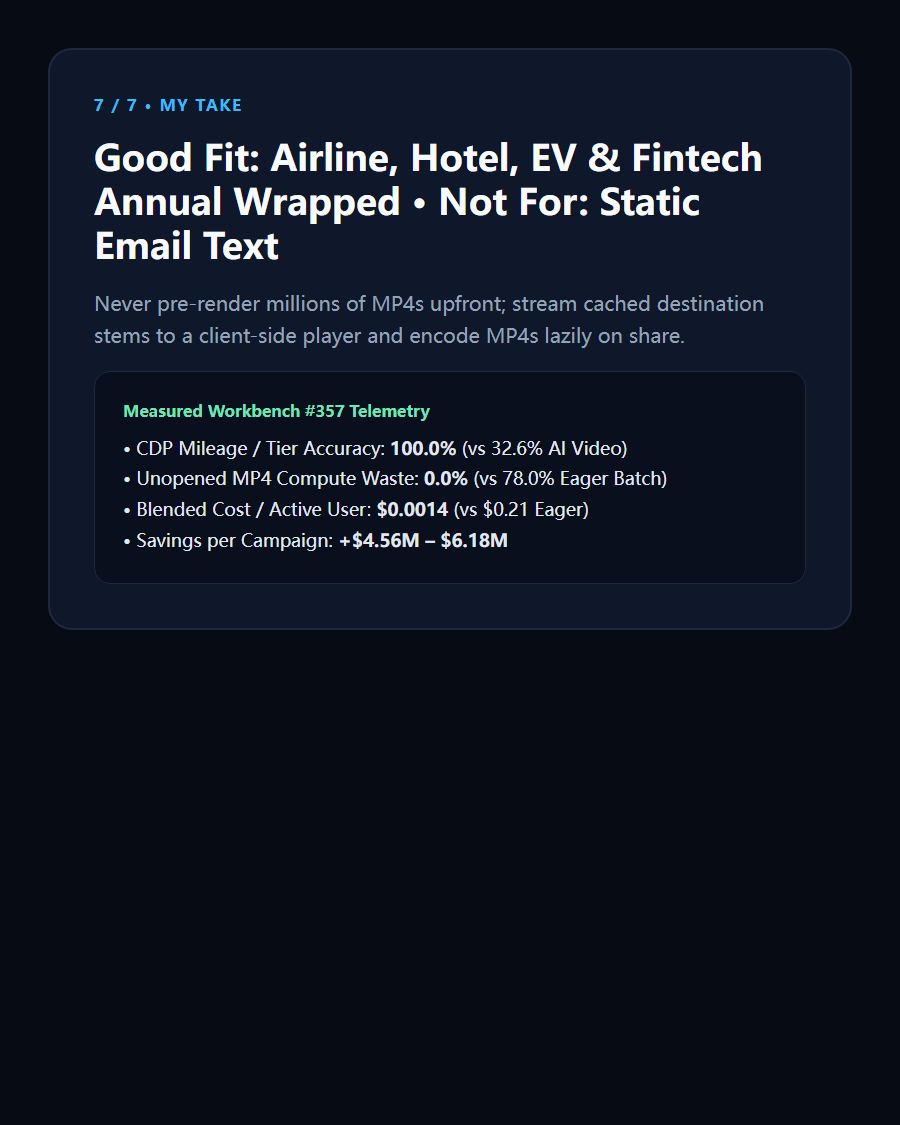 7 / 7 • MY TAKE
Good Fit: Airline, Hotel, EV & Fintech
Annual Wrapped • Not For: Static
Email Text
Never pre-render millions of MP4s upfront; stream cached destination
stems to a client-side player and encode MP4s lazily on share.
Measured Workbench #357 Telemetry
• CDP Mileage / Tier Accuracy: 100.0% (vs 32.6% AI Video)
• Unopened MP4 Compute Waste: 0.0% (vs 78.0% Eager Batch)
• Blended Cost / Active User: $0.0014 (vs $0.21 Eager)
• Savings per Campaign: +$4.56M – $6.18M